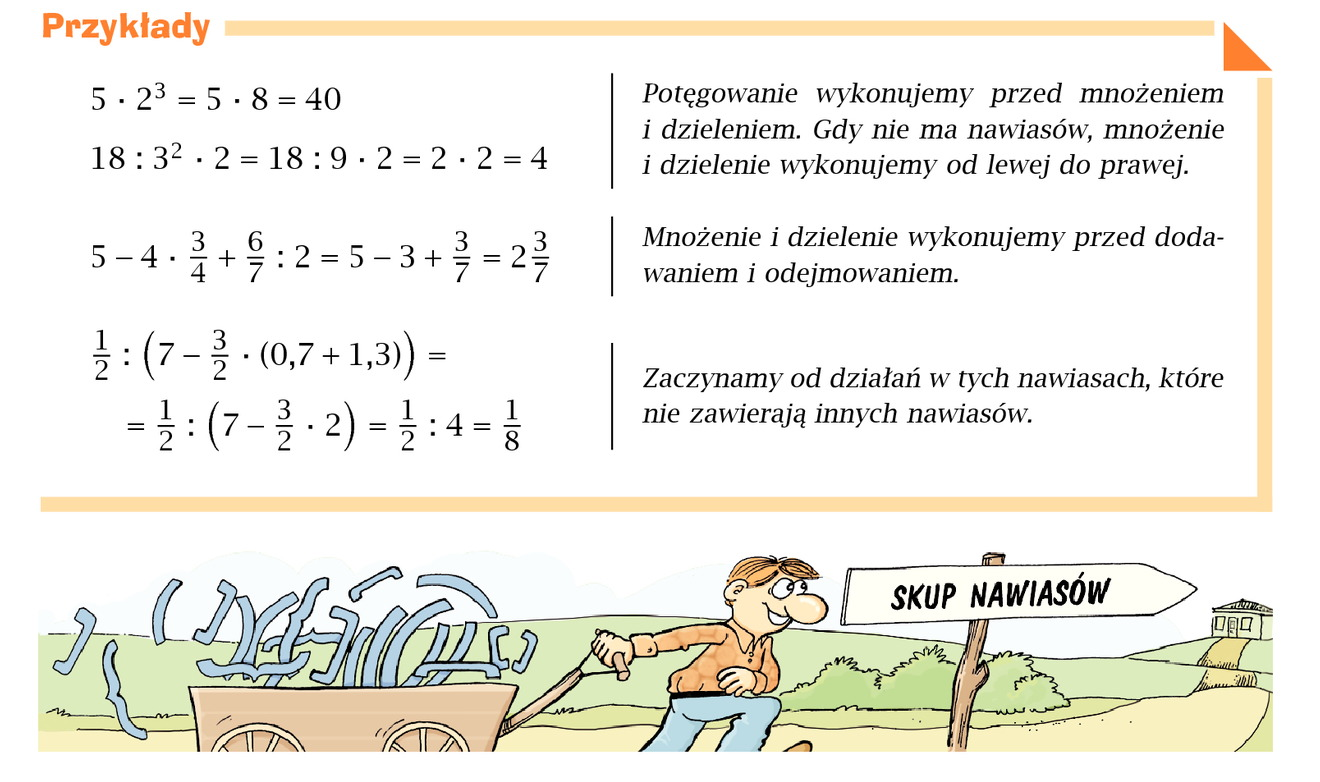 Przykłady
5 · 2³ = 5 · 8 = 40
18 : 3² · 2 = 18 : 9 · 2 = 2 · 2 = 4
Potęgowanie wykonujemy przed mnożeniem
i dzieleniem. Gdy nie ma nawiasów, mnożenie
i dzielenie wykonujemy od lewej do prawej.
5 – 4 · 3/4 + 6/7 : 2 = 5 – 3 + 3/7 = 2 3/7
Mnożenie i dzielenie wykonujemy przed doda-
waniem i odejmowaniem.
1/2 : (7 – 3/2 · (0,7 + 1,3)) =
= 1/2 : (7 – 3/2 · 2) = 1/2 : 4 = 1/8
Zaczynamy od działań w tych nawiasach, które
nie zawierają innych nawiasów.
SKUP NAWIASÓW